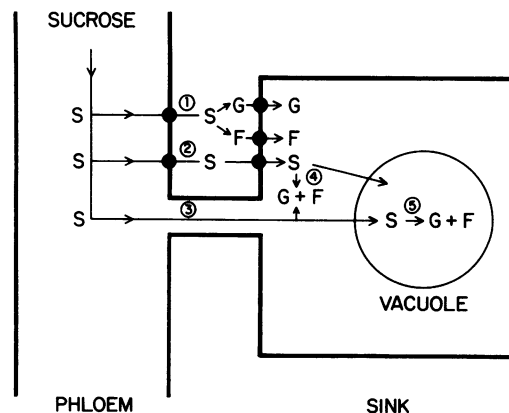 SUCROSE
S ① S G G
F F
S ② S S
④
G + F
S ③ S ⑤ G + F
VACUOLE
PHLOEM SINK